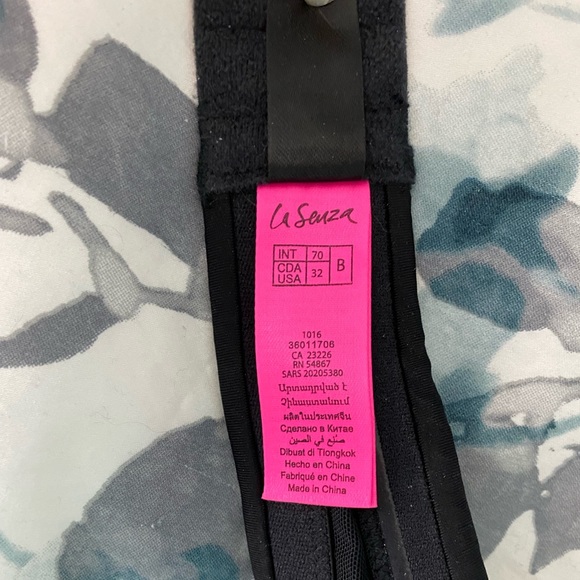 La Senza
INT 70
CDA USA 32 B
1016
36011706
CA 23226
RN 54867
SARS 20205380
Արտադրված է
Չինաստանում
ผลิตในประเทศจีน
Сделано в Китае
صنع في الصين
Dibuat di Tiongkok
Hecho en China
Fabriqué en Chine
Made in China